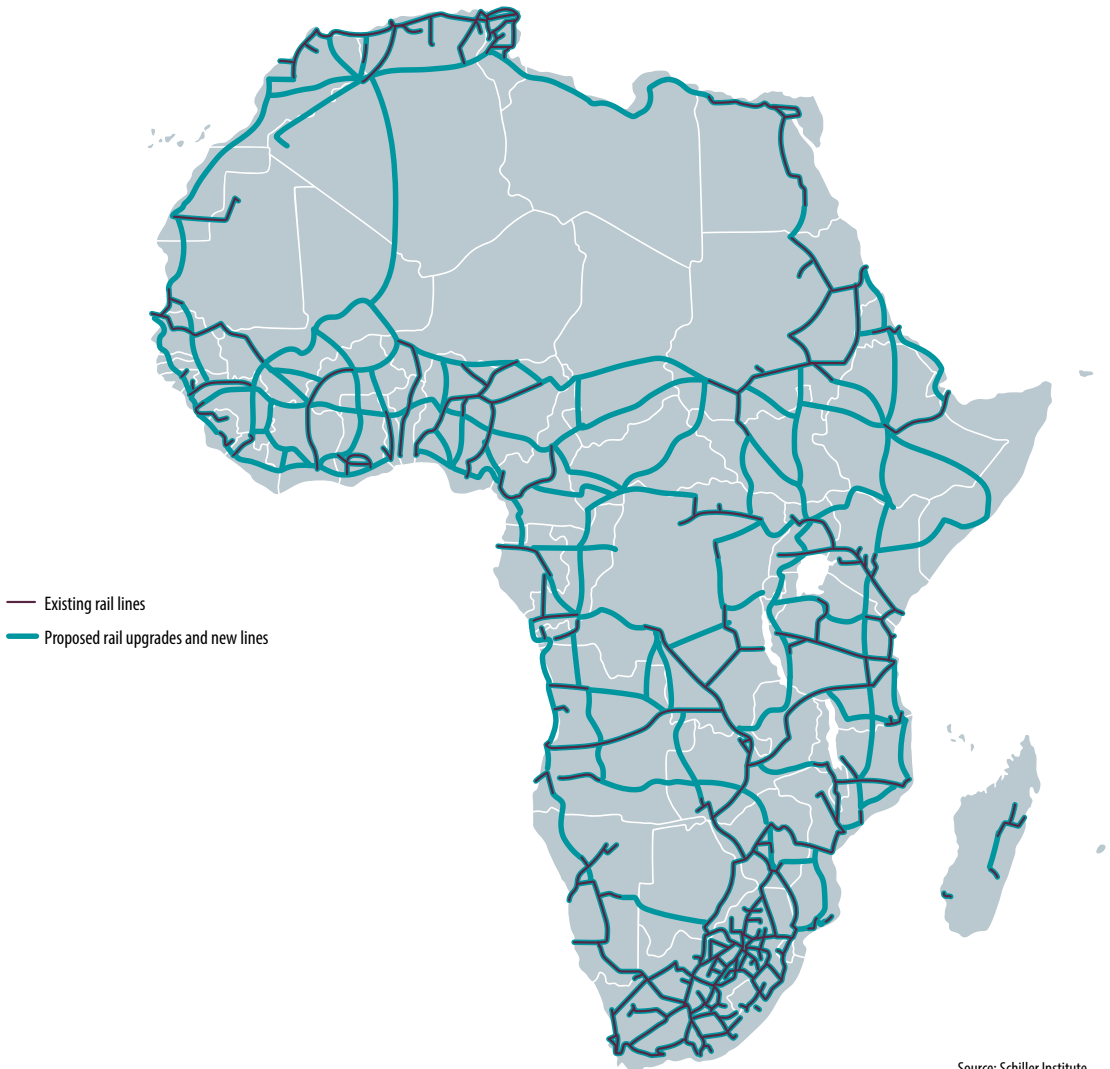 Existing rail lines
Proposed rail upgrades and new lines
Source: Schiller Institute